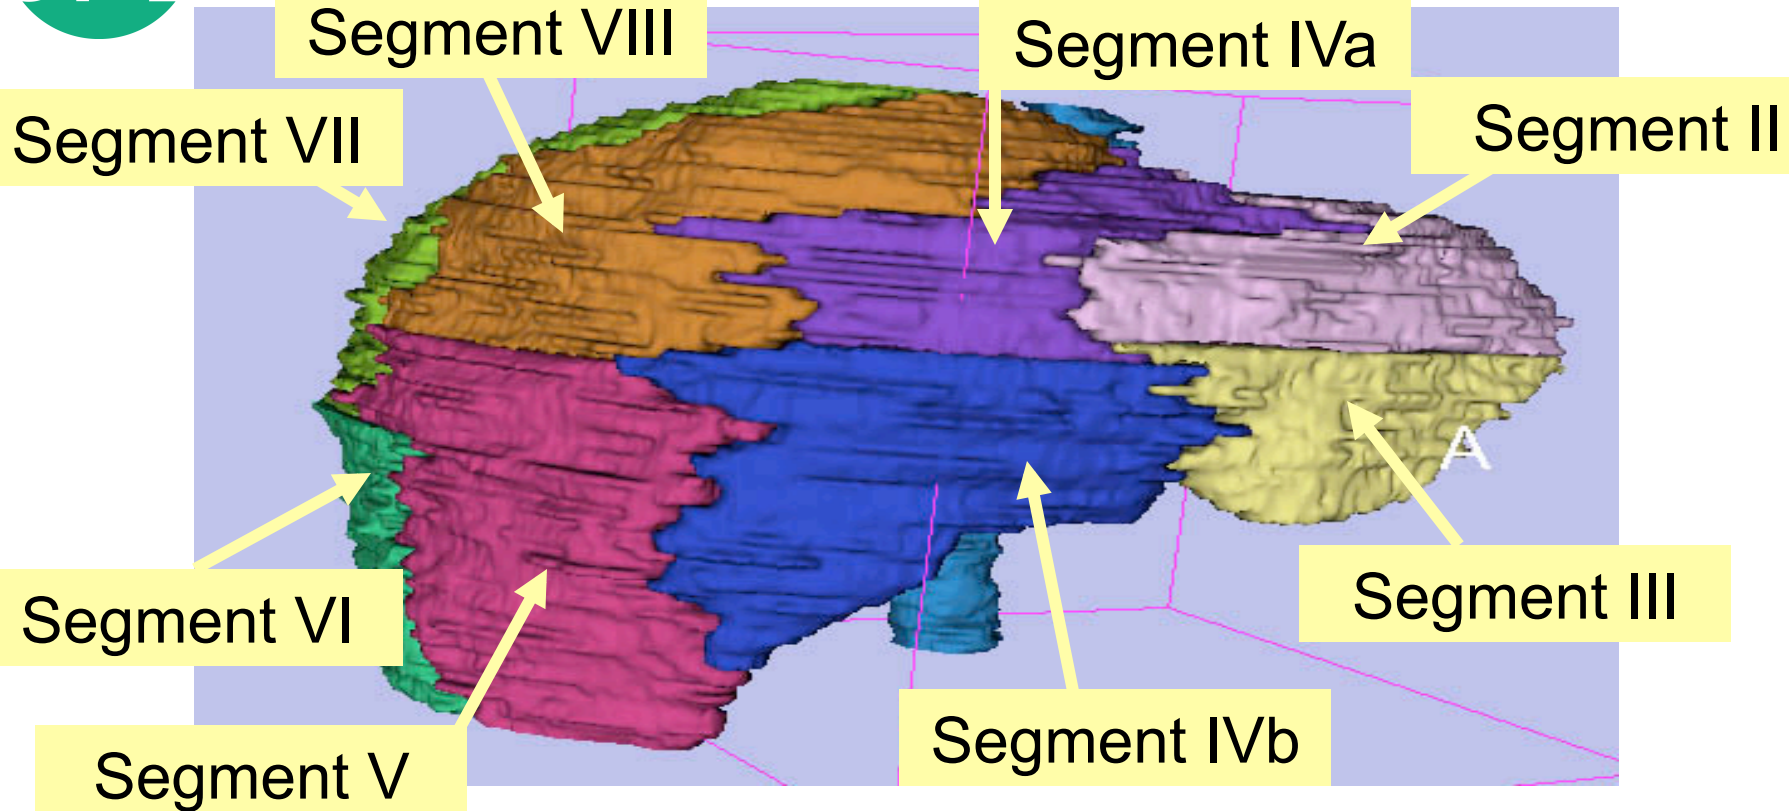 Segment VIII
Segment IVa
Segment II
Segment VII
A
Segment VI
Segment III
Segment IVb
Segment V